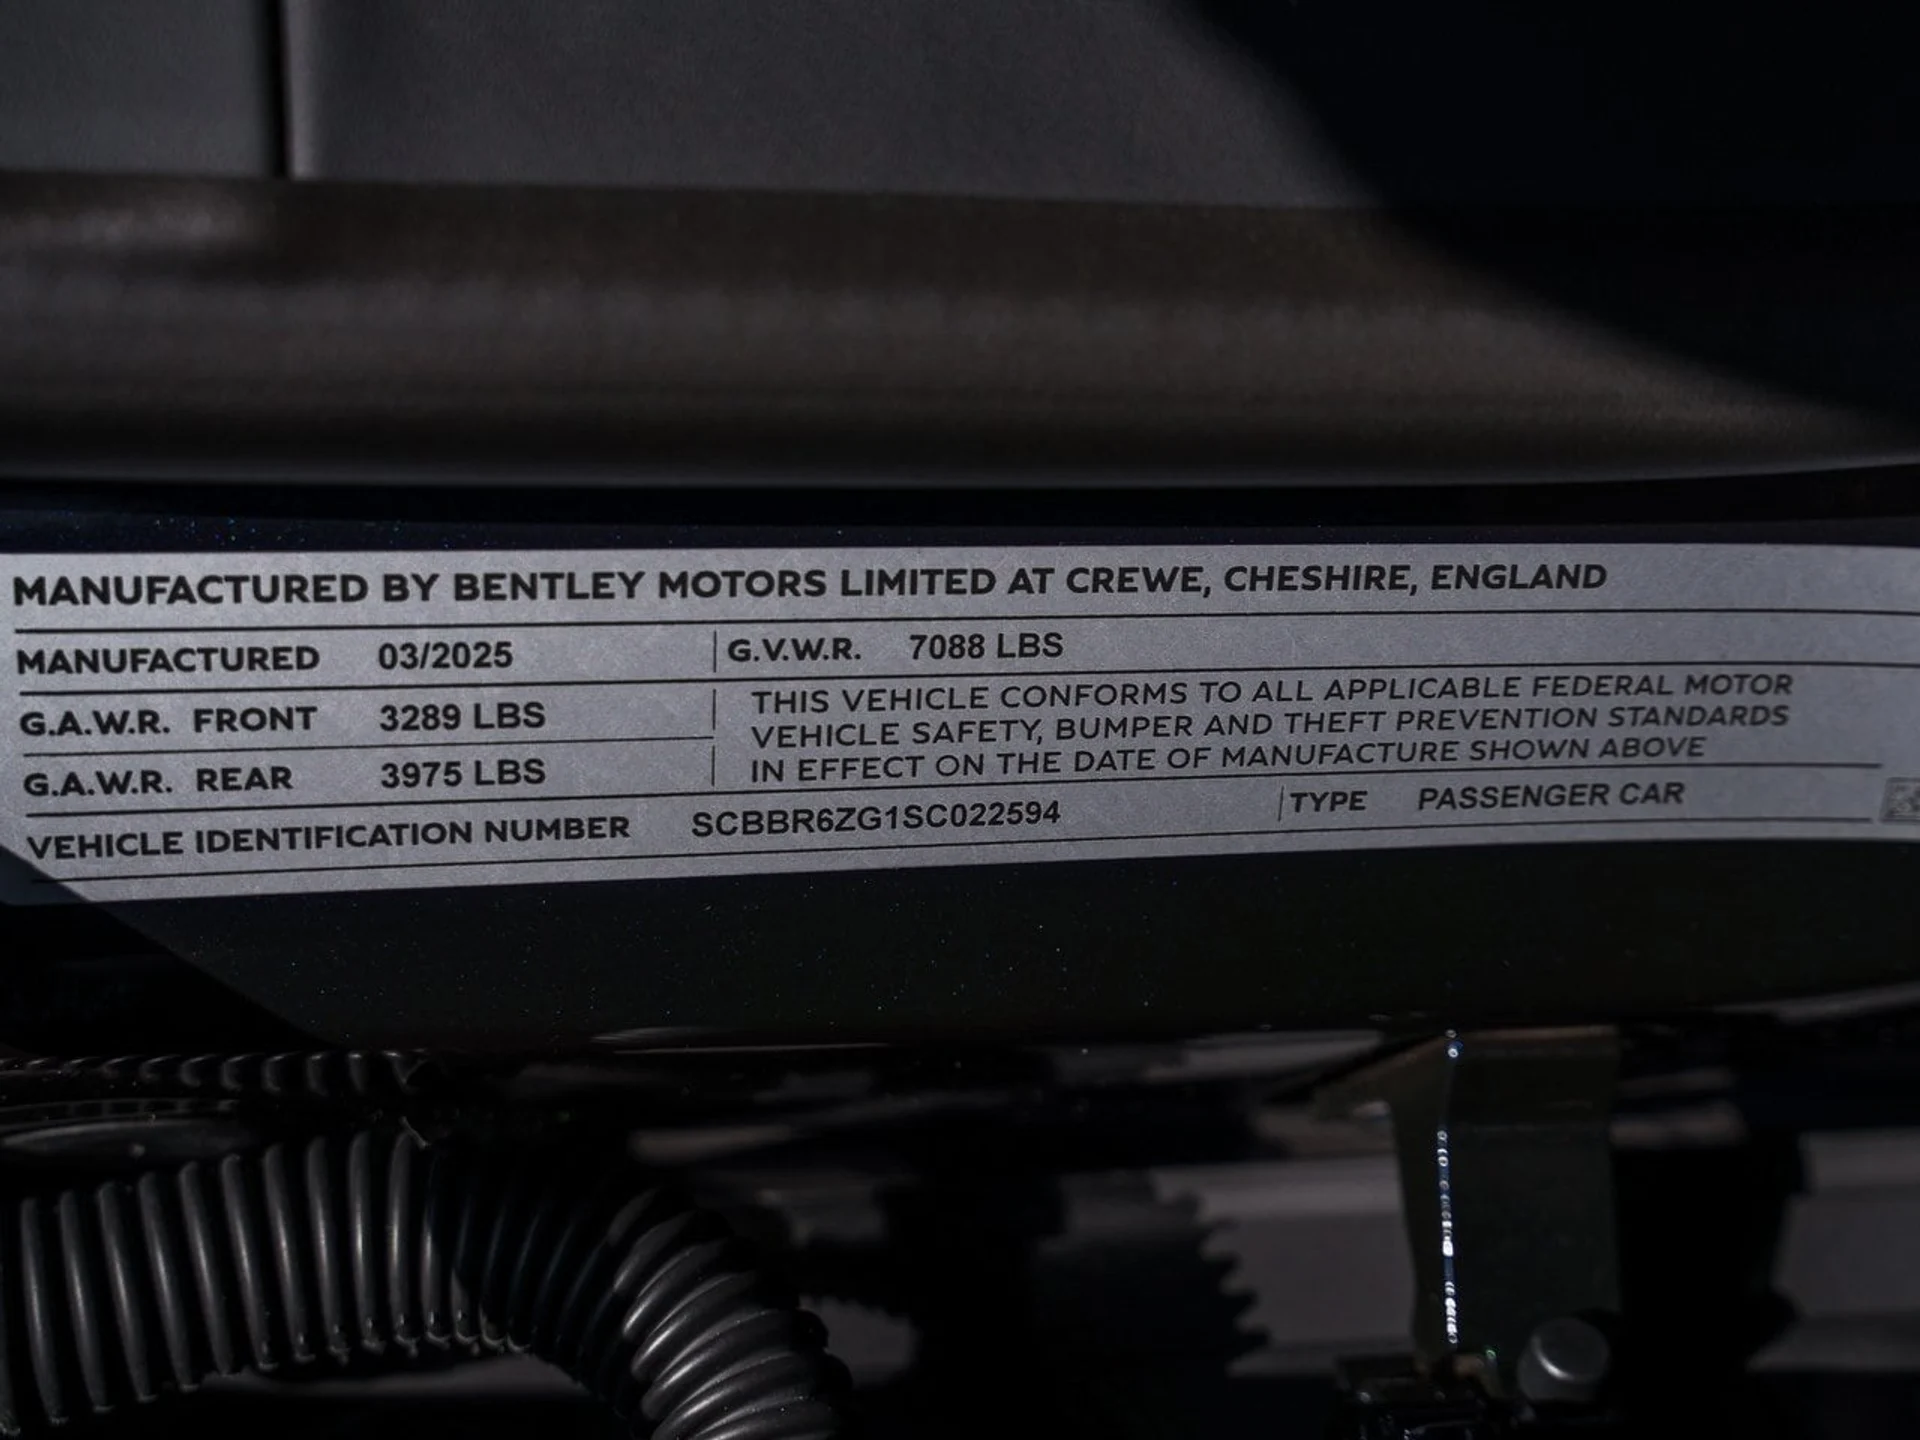 MANUFACTURED BY BENTLEY MOTORS LIMITED AT CREWE, CHESHIRE, ENGLAND
MANUFACTURED 03/2025 G.V.W.R. 7088 LBS
G.A.W.R. FRONT 3289 LBS
G.A.W.R. REAR 3975 LBS
THIS VEHICLE CONFORMS TO ALL APPLICABLE FEDERAL MOTOR
VEHICLE SAFETY, BUMPER AND THEFT PREVENTION STANDARDS
IN EFFECT ON THE DATE OF MANUFACTURE SHOWN ABOVE
VEHICLE IDENTIFICATION NUMBER SCBBR6ZG1SC022594 TYPE PASSENGER CAR